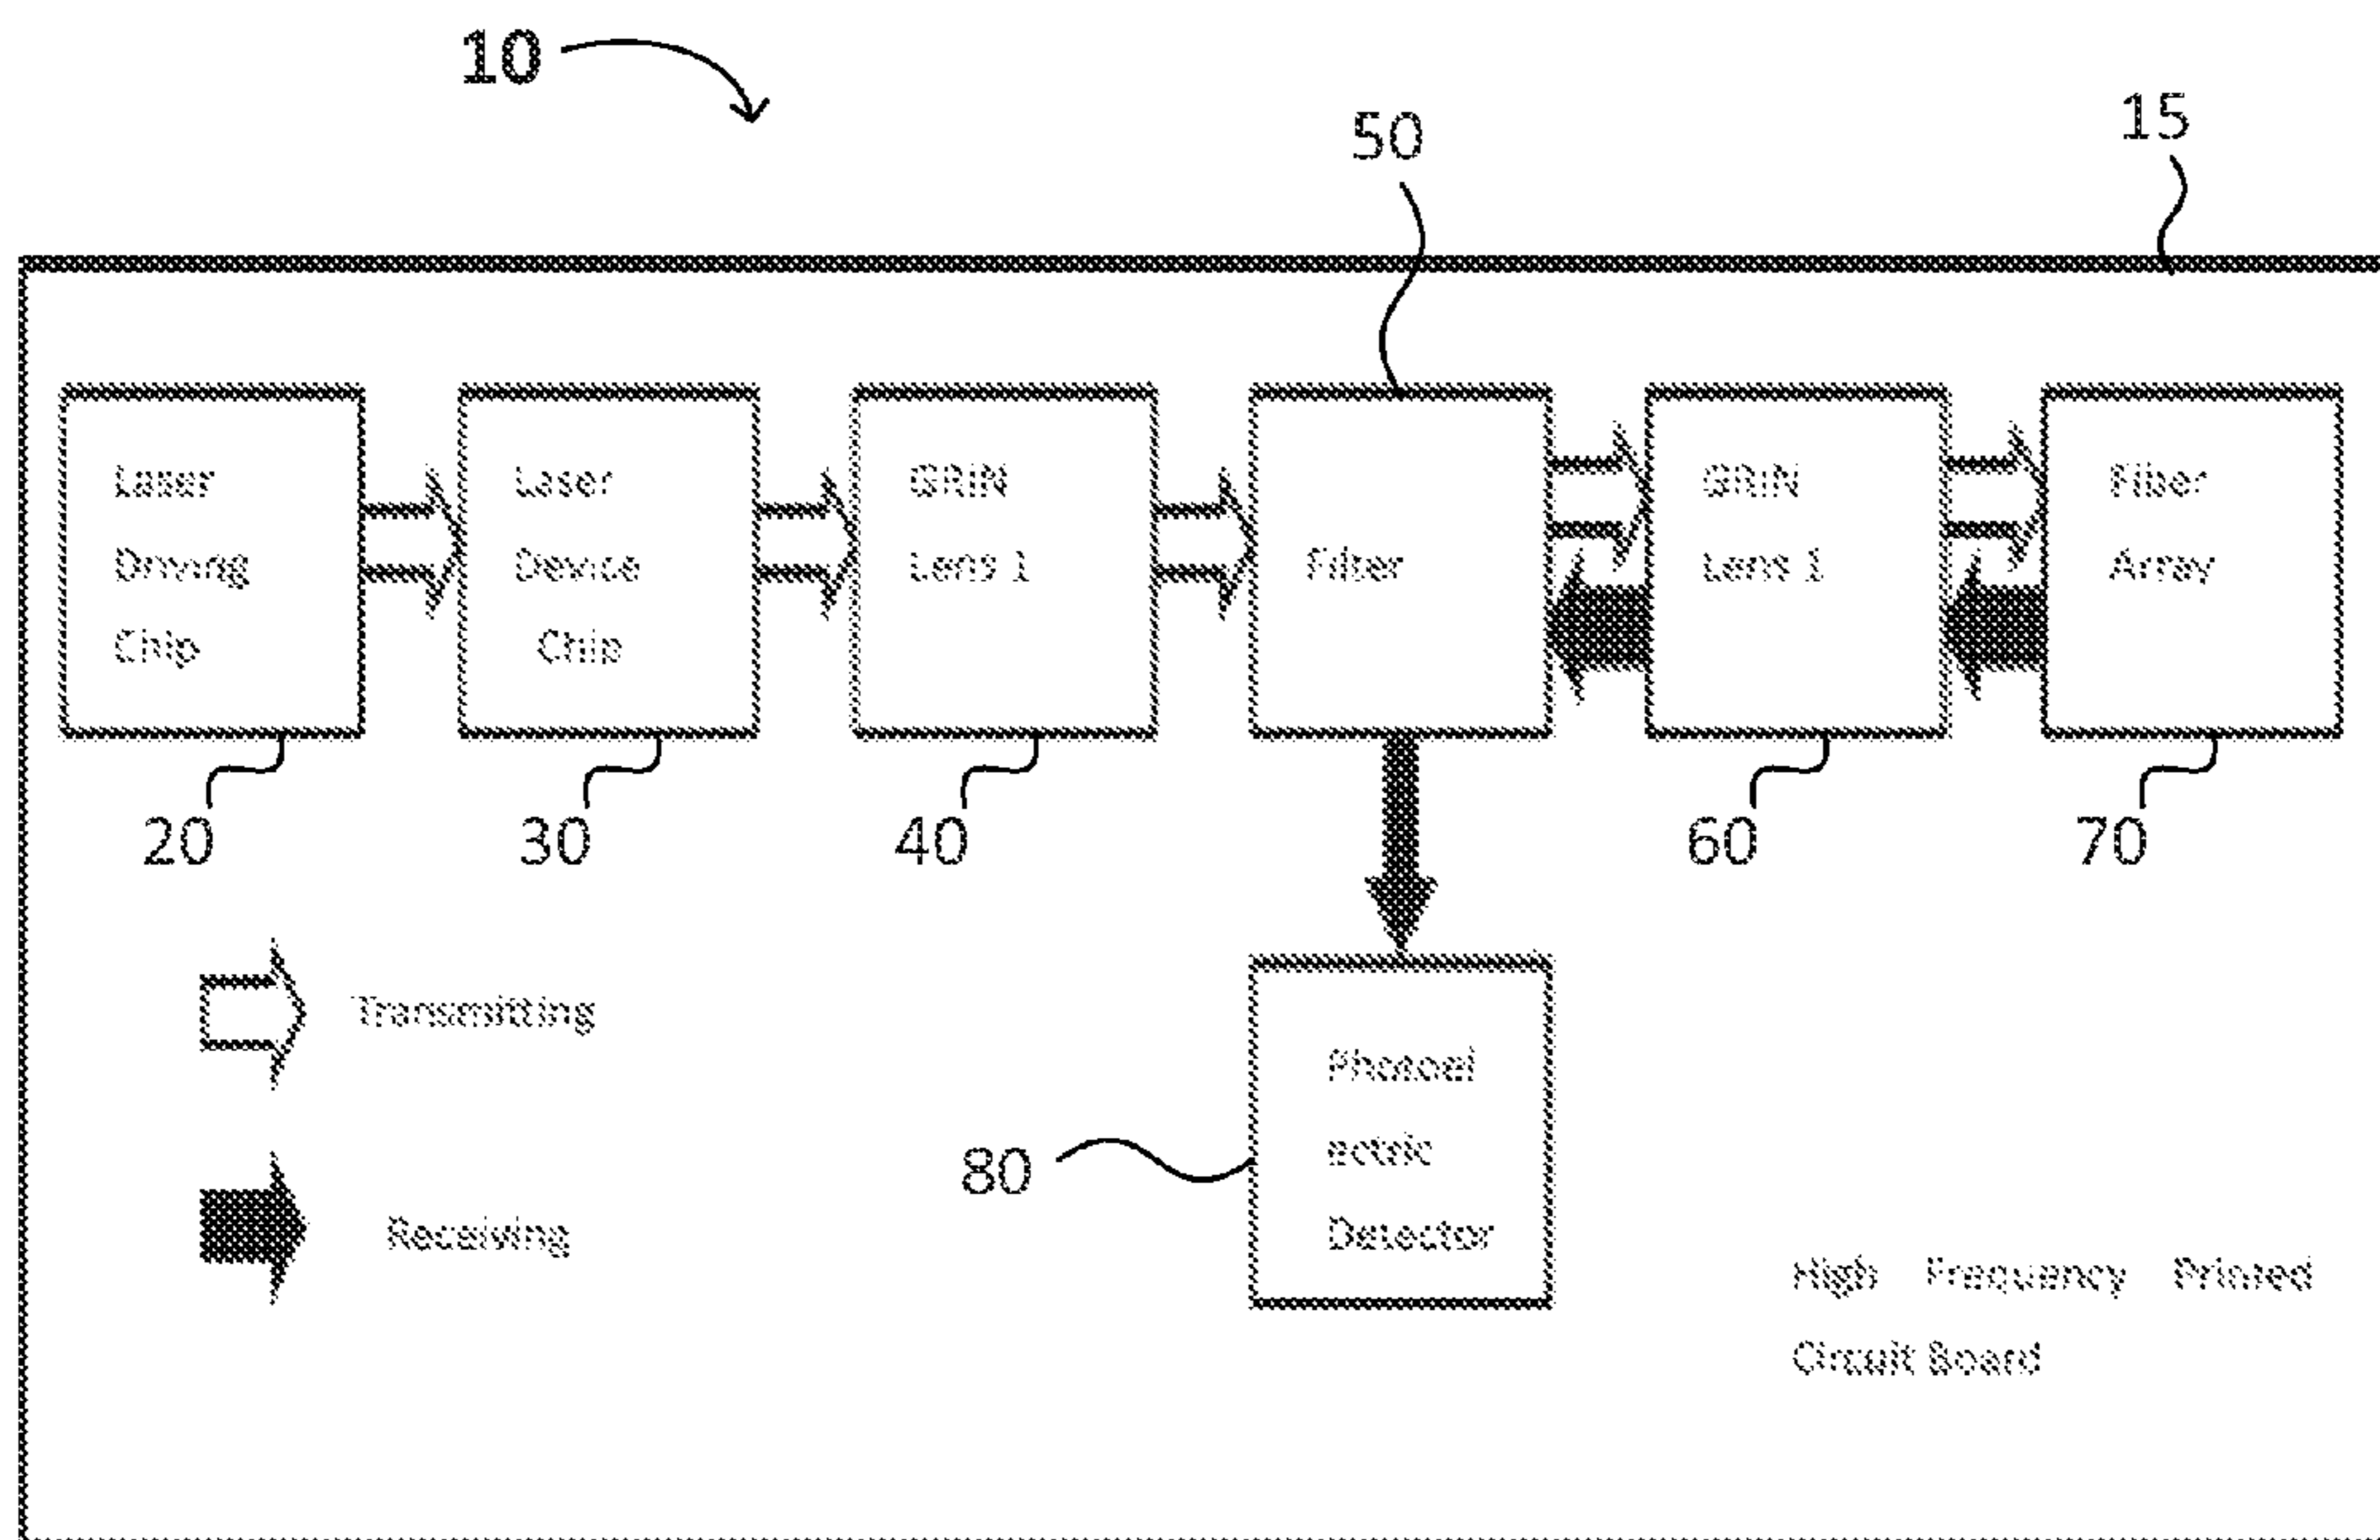 10
50
15
Laser
Driving
Chip
Laser
Device
Chip
GRIN
Lens 1
Filter
GRIN
Lens 1
Fiber
Array
20
30
40
60
70
Transmitting
Receiving
80
Photoel
ectric
Detector
High Frequency Printed
Circuit Board